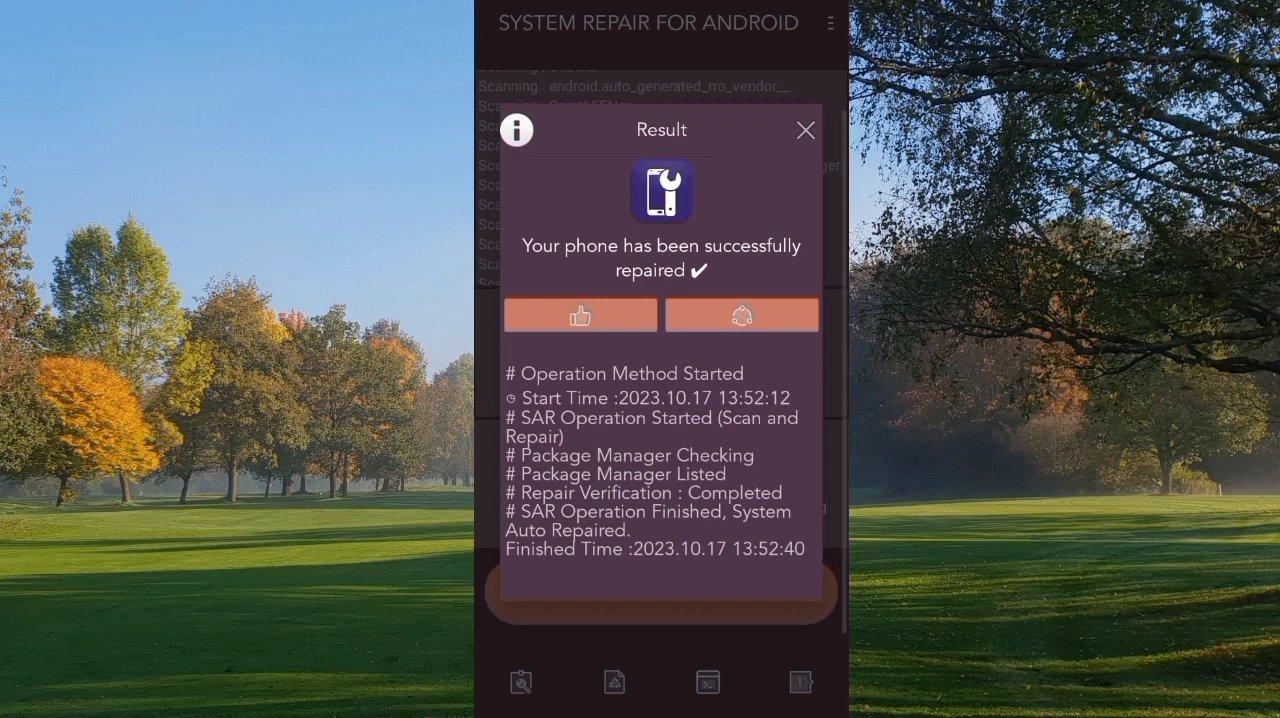 SYSTEM REPAIR FOR ANDROID
Scanning : android.auto_generated_rro_vendor__
Result
Your phone has been successfully
repaired ✔
# Operation Method Started
Start Time :2023.10.17 13:52:12
# SAR Operation Started (Scan and
Repair)
# Package Manager Checking
# Package Manager Listed
# Repair Verification : Completed
# SAR Operation Finished, System
Auto Repaired.
Finished Time :2023.10.17 13:52:40